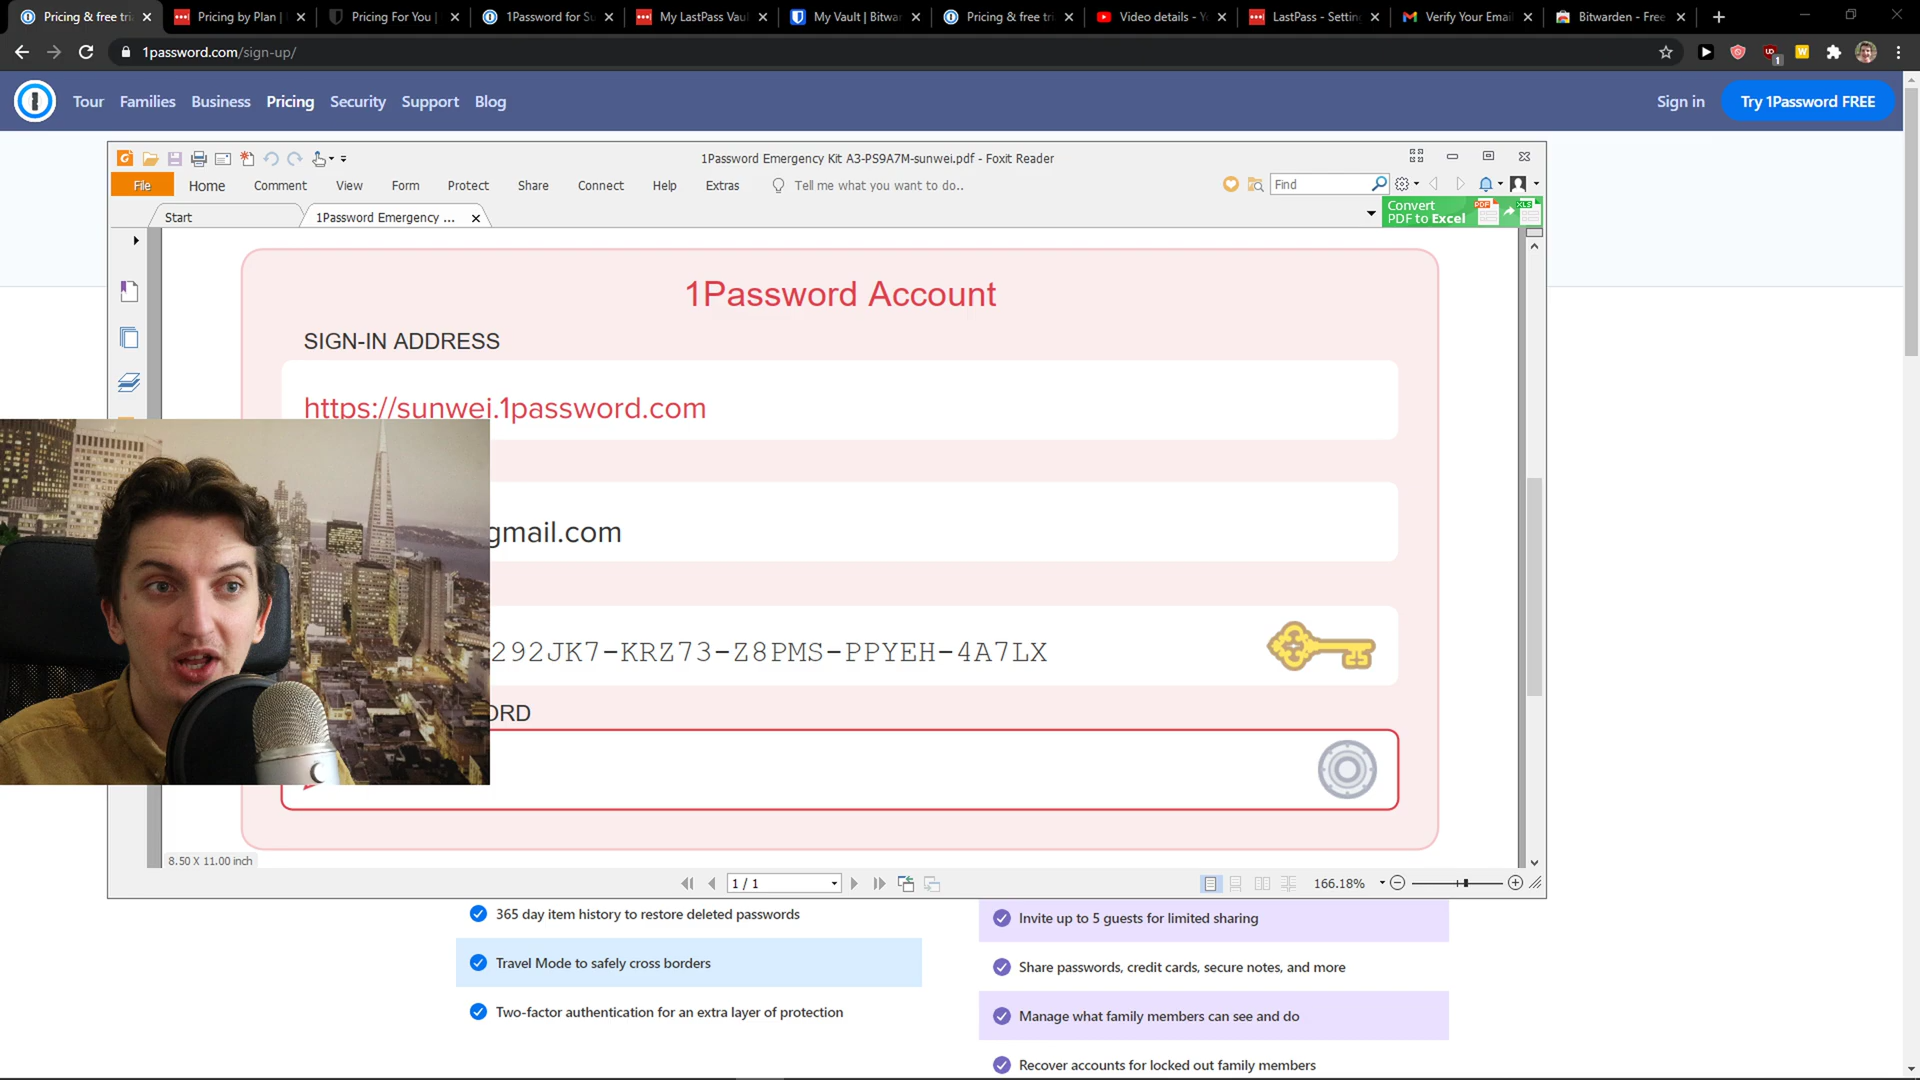 Pricing & free tri
Pricing by Plan |
Pricing For You |
1Password for Su
My LastPass Vau
My Vault | Bitwar
Pricing & free tri
Video details - Y
LastPass - Setting
Verify Your Email
Bitwarden - Free
1password.com/sign-up/
Tour
Families
Business
Pricing
Security
Support
Blog
Sign in
Try 1Password FREE
1Password Emergency Kit A3-PS9A7M-sunwei.pdf - Foxit Reader
File
Home
Comment
View
Form
Protect
Share
Connect
Help
Extras
Tell me what you want to do..
Find
Start
1Password Emergency ...
Convert
PDF to Excel
PDF
XLS
1Password Account
SIGN-IN ADDRESS
https://sunwei.1password.com
gmail.com
292JK7-KRZ73-Z8PMS-PPYEH-4A7LX
ORD
8.50 X 11.00 inch
1 / 1
166.18%
365 day item history to restore deleted passwords
Travel Mode to safely cross borders
Two-factor authentication for an extra layer of protection
Invite up to 5 guests for limited sharing
Share passwords, credit cards, secure notes, and more
Manage what family members can see and do
Recover accounts for locked out family members